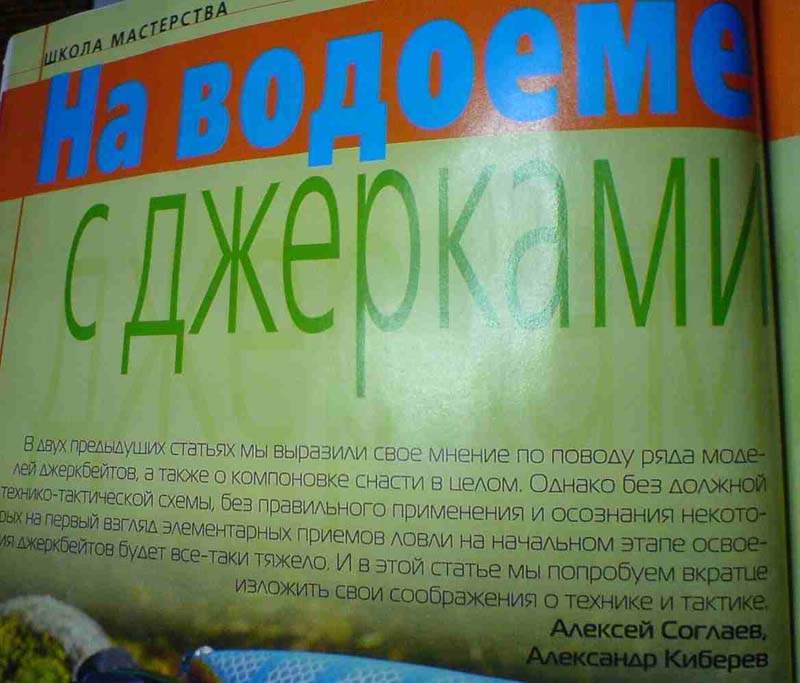 ШКОЛА МАСТЕРСТВА
На водоеме
с джерками
В двух предыдущих статьях мы выразили свое мнение по поводу ряда моде-
лей джеркбейтов, а также о компоновке снасти в целом. Однако без должной
технико-тактической схемы, без правильного применения и осознания некото-
рых на первый взгляд элементарных приемов ловли на начальном этапе освое-
ия джеркбейтов будет все-таки тяжело. И в этой статье мы попробуем вкратце
изложить свои соображения о технике и тактике.
Алексей Соглаев,
Александр Киберев